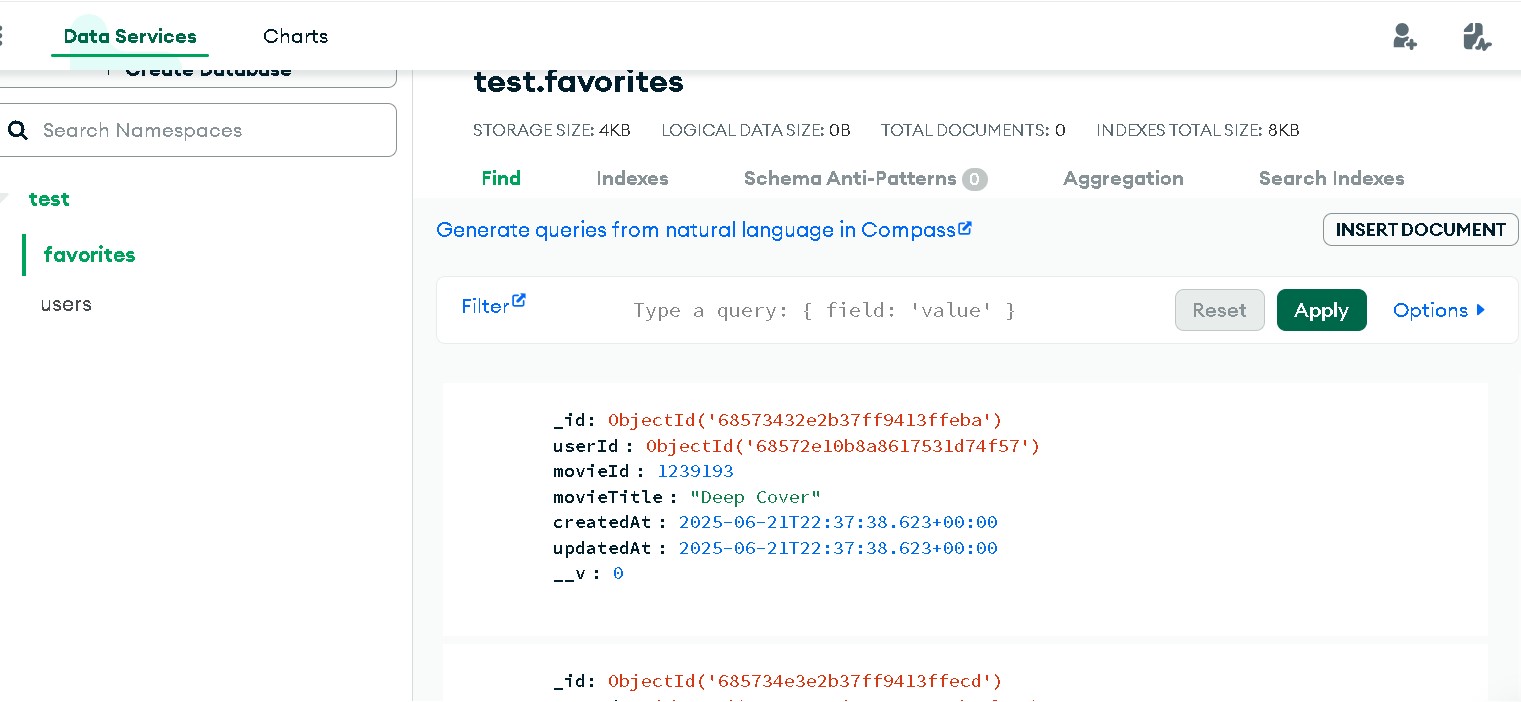 Data Services
Charts
Create Database
Search Namespaces
test
favorites
users
test.favorites
STORAGE SIZE: 4KB LOGICAL DATA SIZE: 0B TOTAL DOCUMENTS: 0 INDEXES TOTAL SIZE: 8KB
Find Indexes Schema Anti-Patterns 0 Aggregation Search Indexes
Generate queries from natural language in Compass
INSERT DOCUMENT
Filter Type a query: { field: 'value' } Reset Apply Options
_id: ObjectId('68573432e2b37ff9413ffeba')
userId : ObjectId('68572e10b8a8617531d74f57')
movieId : 1239193
movieTitle : "Deep Cover"
createdAt : 2025-06-21T22:37:38.623+00:00
updatedAt : 2025-06-21T22:37:38.623+00:00
__v : 0
_id: ObjectId('685734e3e2b37ff9413ffecd')